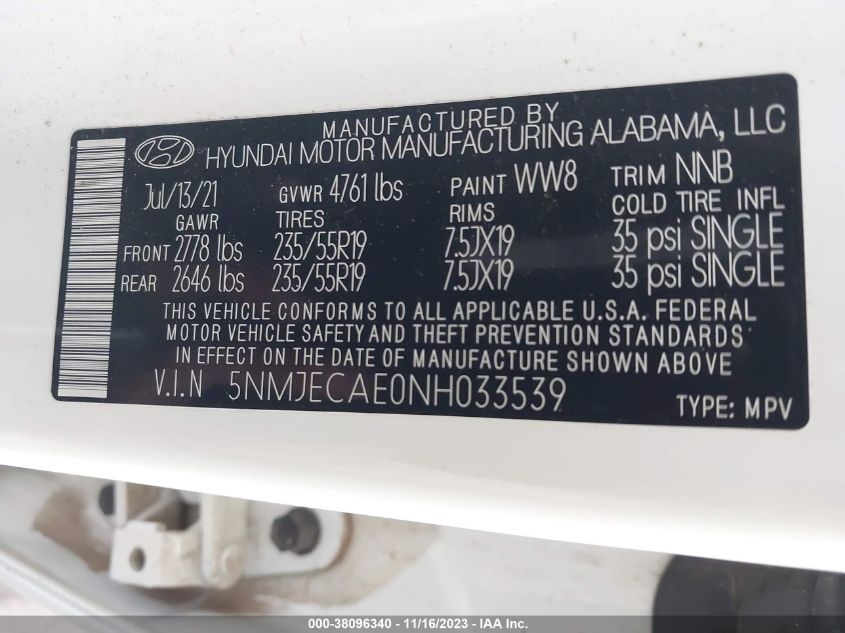 MANUFACTURED BY
HYUNDAI MOTOR MANUFACTURING ALABAMA, LLC
Jul/13/21 GVWR 4761 lbs PAINT WW8 TRIM NNB
GAWR TIRES RIMS COLD TIRE INFL
FRONT 2778 lbs 235/55R19 7.5JX19 35 psi SINGLE
REAR 2646 lbs 235/55R19 7.5JX19 35 psi SINGLE
THIS VEHICLE CONFORMS TO ALL APPLICABLE U.S.A. FEDERAL
MOTOR VEHICLE SAFETY AND THEFT PREVENTION STANDARDS
IN EFFECT ON THE DATE OF MANUFACTURE SHOWN ABOVE
V.I.N 5NMJECAE0NH033539 TYPE: MPV
000-38096340 - 11/16/2023 - Copyright IAA, Inc.